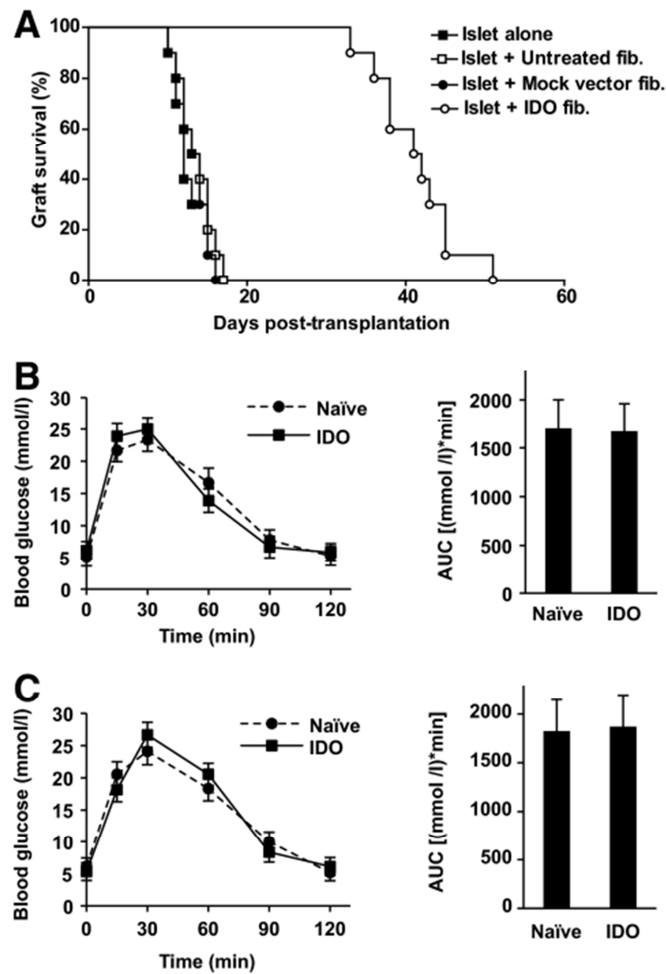 A
Graft survival (%)
100
80
60
40
20
0
0 20 40 60
Days post-transplantation
Islet alone
Islet + Untreated fib.
Islet + Mock vector fib.
Islet + IDO fib.
B
Blood glucose (mmol/l)
30
25
20
15
10
5
0
0 30 60 90 120
Time (min)
Naïve
IDO
AUC [(mmol /l)*min]
2000
1500
1000
500
0
Naïve IDO
C
Blood glucose (mmol/l)
30
25
20
15
10
5
0
0 30 60 90 120
Time (min)
Naïve
IDO
AUC [(mmol /l)*min]
2000
1500
1000
500
0
Naïve IDO